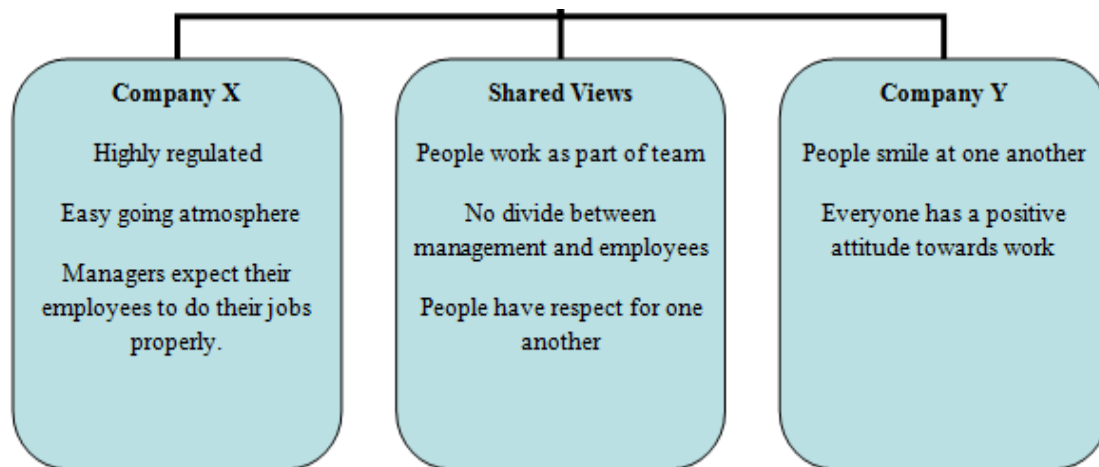 Company X
Highly regulated
Easy going atmosphere
Managers expect their
employees to do their jobs
properly.
Shared Views
People work as part of team
No divide between
management and employees
People have respect for one
another
Company Y
People smile at one another
Everyone has a positive
attitude towards work